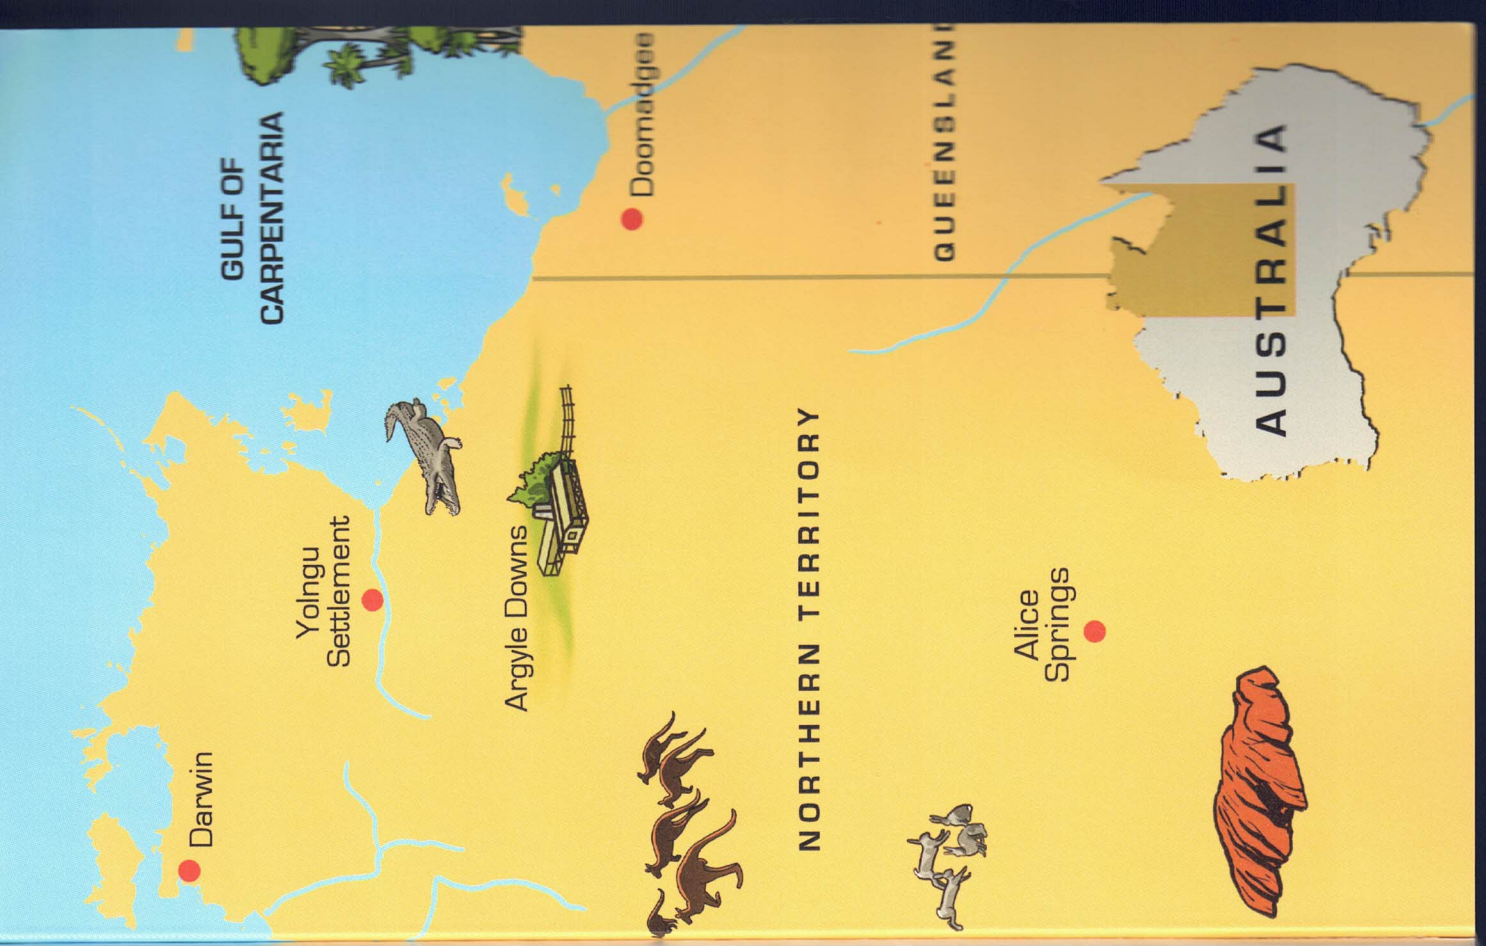 GULF OF
CARPENTARIA
Darwin
Yolngu
Settlement
Argyle Downs
Doomadgee
NORTHERN TERRITORY
QUEENSLAND
Alice
Springs
AUSTRALIA